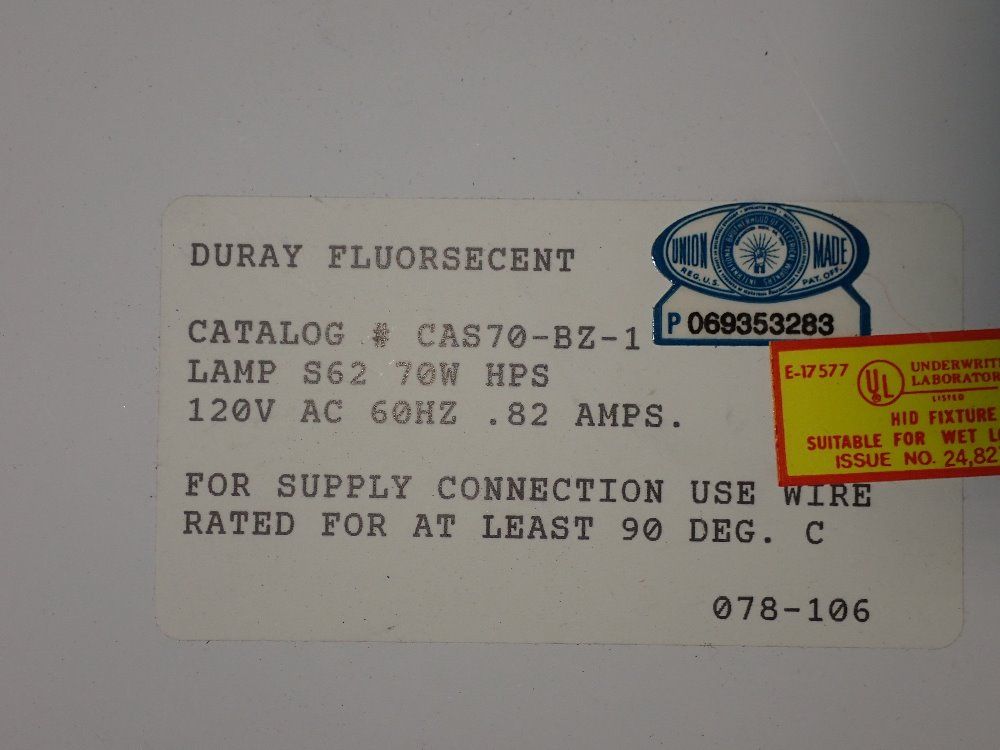 DURAY FLUORSECENT
CATALOG # CAS70-BZ-1
LAMP S62 70W HPS
120V AC 60HZ .82 AMPS.
FOR SUPPLY CONNECTION USE WIRE
RATED FOR AT LEAST 90 DEG. C
078-106
UNION MADE
REG. U.S. PAT. OFF.
P 069353283
E-17577
UL
LISTED
HID FIXTURE
SUITABLE FOR WET
ISSUE NO. 24,82